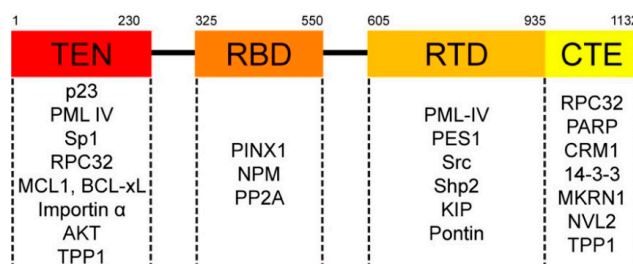 1 230 325 550 605 935 1132
TEN RBD RTD CTE
p23
PML IV
Sp1
RPC32
MCL1, BCL-xL
Importin α
AKT
TPP1
PINX1
NPM
PP2A
PML-IV
PES1
Src
Shp2
KIP
Pontin
RPC32
PARP
CRM1
14-3-3
MKRN1
NVL2
TPP1